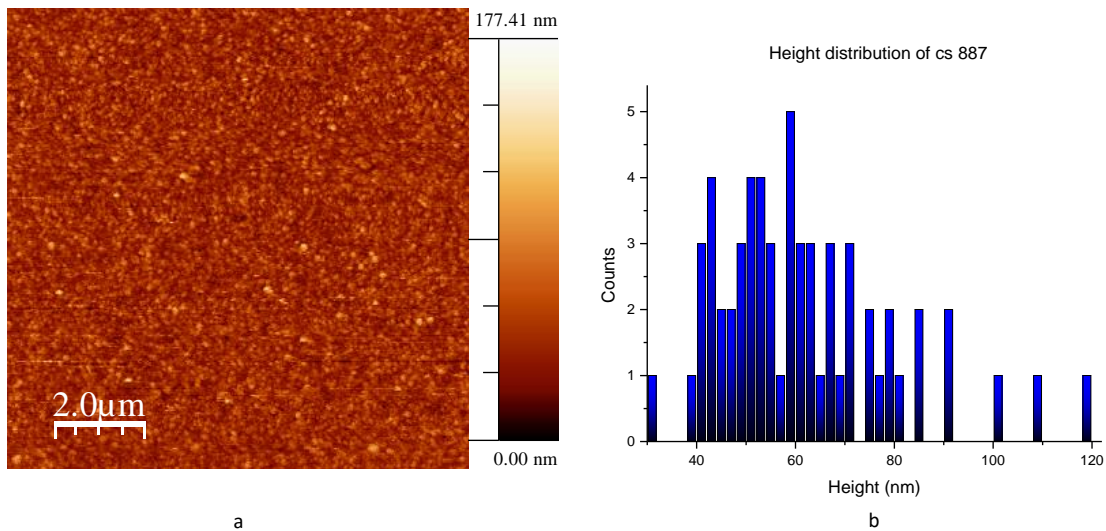 177.41 nm
2.0µm
0.00 nm
a
Height distribution of cs 887
5
4
3
2
1
0
Counts
40 60 80 100 120
Height (nm)
b